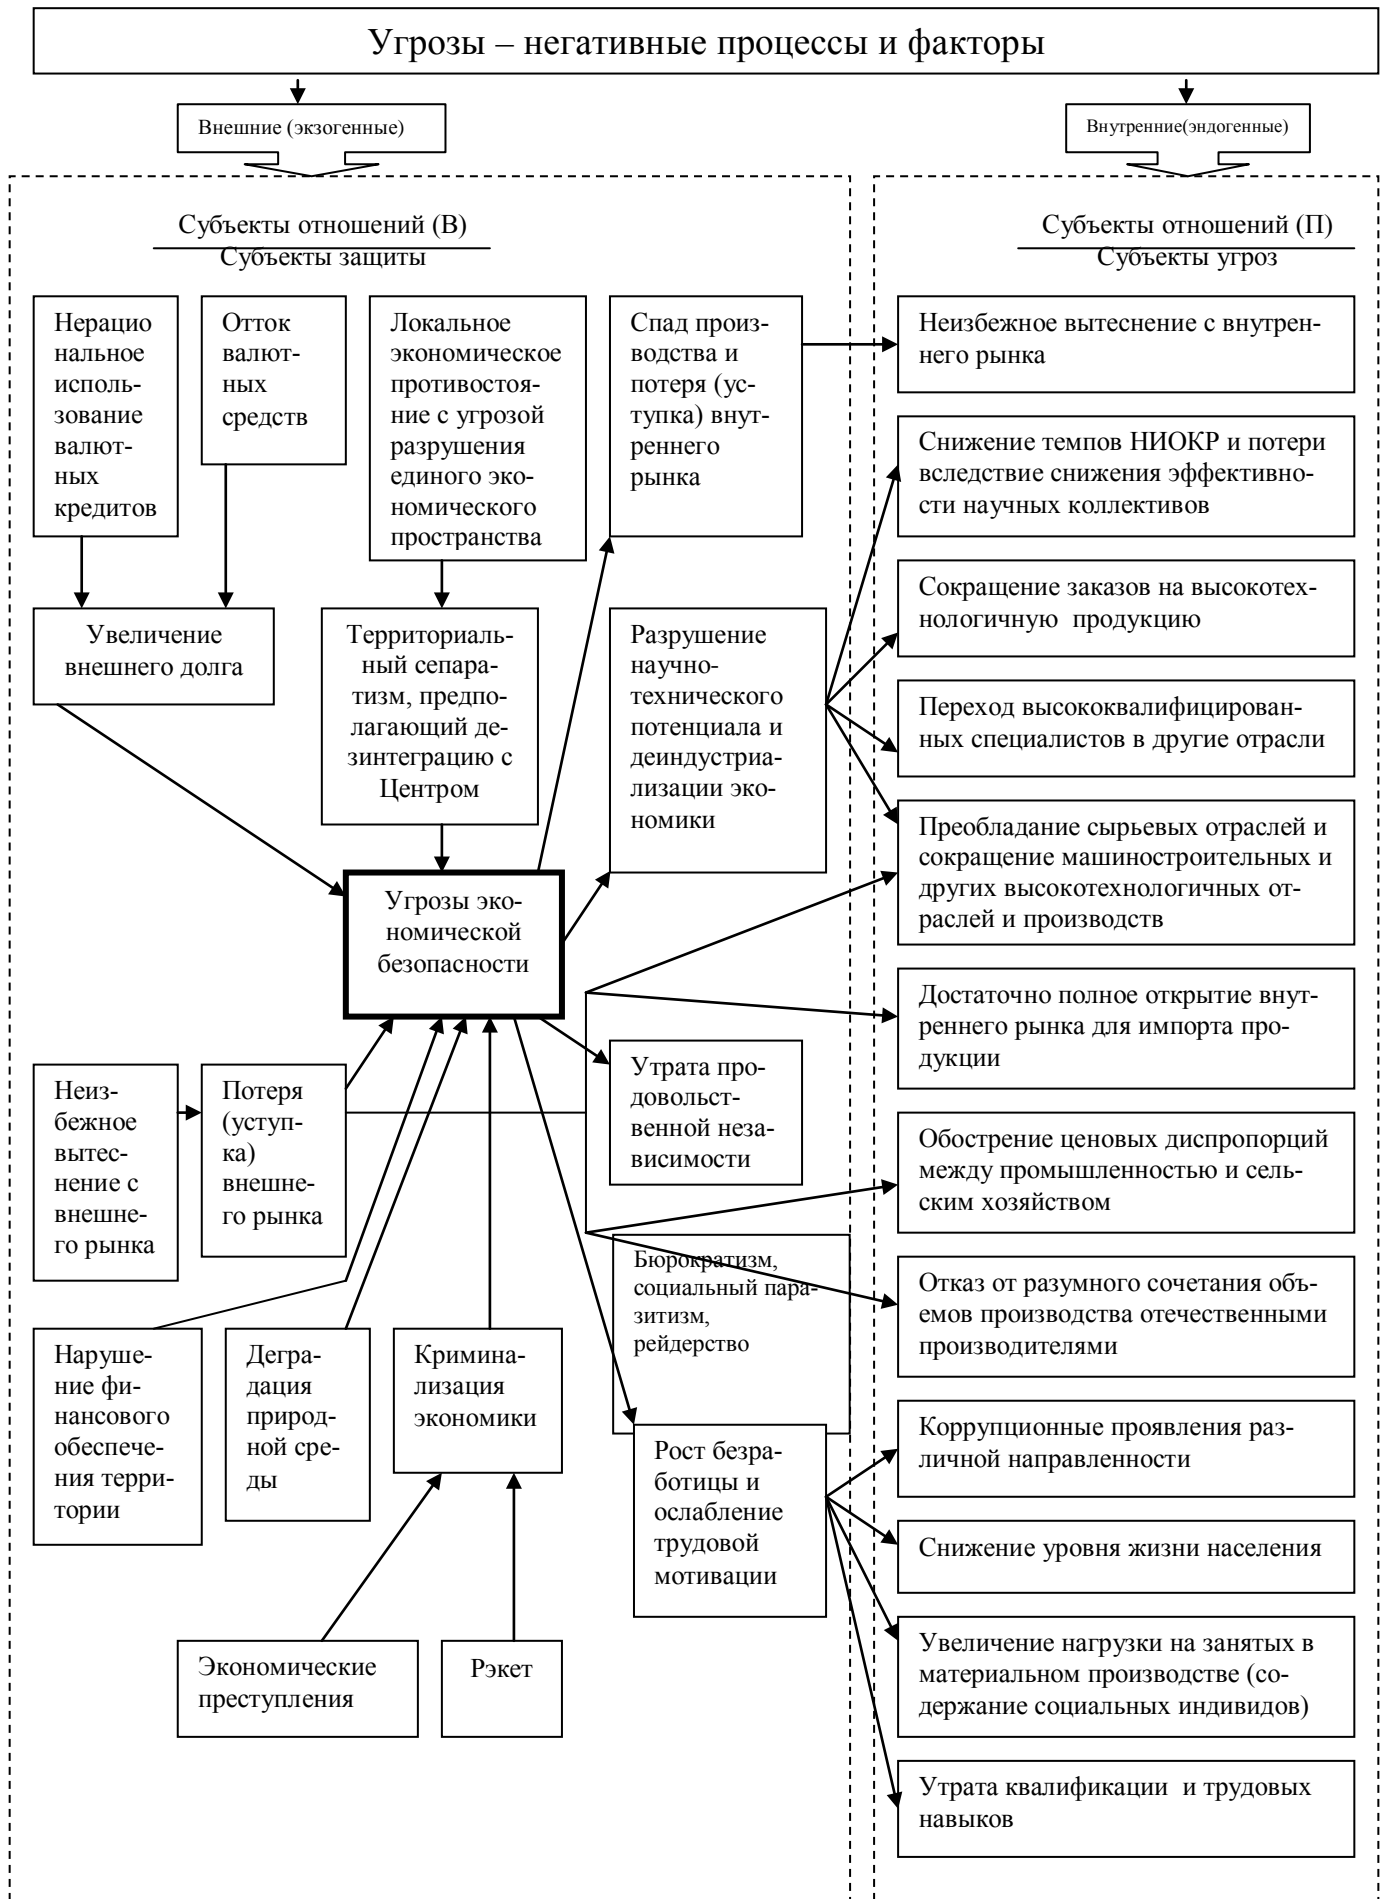 Угрозы – негативные процессы и факторы
Внешние (экзогенные)
Внутренние(эндогенные)
Субъекты отношений (В)
Субъекты защиты
Субъекты отношений (П)
Субъекты угроз
Нерацио
нальное
исполь-
зование
валют-
ных
кредитов
Отток
валют-
ных
средств
Локальное
экономическое
противостоя-
ние с угрозой
разрушения
единого эко-
номического
пространства
Спад произ-
водства и
потеря (ус-
тупка) внут-
реннего
рынка
Неизбежное вытеснение с внутрен-
него рынка
Снижение темпов НИОКР и потери
вследствие снижения эффективно-
сти научных коллективов
Сокращение заказов на высокотех-
нологичную  продукцию
Увеличение
внешнего долга
Территориаль-
ный сепара-
тизм, предпо-
лагающий де-
зинтеграцию с
Центром
Разрушение
научно-
технического
потенциала и
деиндустриа-
лизации эко-
номики
Переход высококвалифицирован-
ных специалистов в другие отрасли
Преобладание сырьевых отраслей и
сокращение машиностроительных и
других высокотехнологичных от-
раслей и производств
Угрозы эко-
номической
безопасности
Достаточно полное открытие внут-
реннего рынка для импорта про-
дукции
Неиз-
бежное
вытес-
нение с
внешне-
го рынка
Потеря
(уступ-
ка)
внешне-
го рынка
Утрата про-
довольст-
венной неза-
висимости
Обострение ценовых диспропорций
между промышленностью и сель-
ским хозяйством
Бюрократизм,
социальный пара-
зитизм,
рейдерство
Отказ от разумного сочетания объ-
емов производства отечественными
производителями
Наруше-
ние фи-
нансового
обеспече-
ния терри-
тории
Дегра-
дация
природ-
ной сре-
ды
Кримина-
лизация
экономики
Рост безра-
ботицы и
ослабление
трудовой
мотивации
Коррупционные проявления раз-
личной направленности
Снижение уровня жизни населения
Увеличение нагрузки на занятых в
материальном производстве (со-
держание социальных индивидов)
Экономические
преступления
Рэкет
Утрата квалификации  и трудовых
навыков